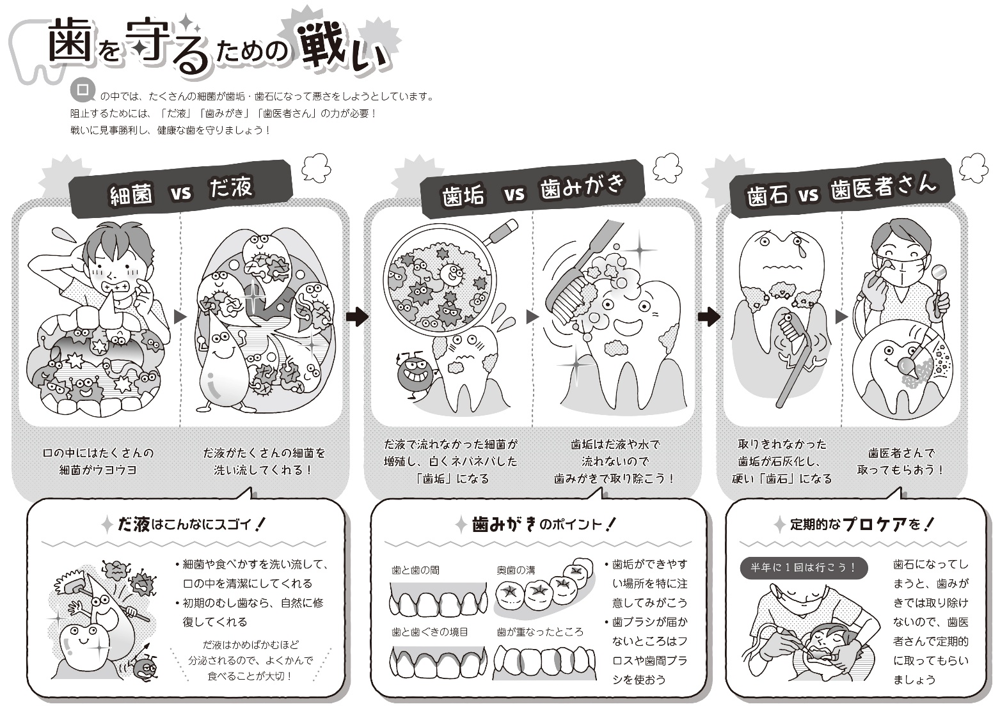 歯を守るための戦い
口の中では、たくさんの細菌が歯垢・歯石になって悪さをしようとしています。
阻止するためには、「だ液」「歯みがき」「歯医者さん」の力が必要！
戦いに見事勝利し、健康な歯を守りましょう！
細菌 vs だ液
口の中にはたくさんの
細菌がウヨウヨ
だ液がたくさんの細菌を
洗い流してくれる！
歯垢 vs 歯みがき
だ液で流れなかった細菌が
増殖し、白くネバネバした
「歯垢」になる
歯垢はだ液や水で
流れないので
歯みがきで取り除こう！
歯石 vs 歯医者さん
取りきれなかった
歯垢が石灰化し、
硬い「歯石」になる
歯医者さんで
取ってもらおう！
だ液はこんなにスゴイ！
・細菌や食べかすを洗い流して、
口の中を清潔にしてくれる
・初期のむし歯なら、自然に修
復してくれる
だ液はかめばかむほど
分泌されるので、よくかんで
食べることが大切！
歯みがきのポイント！
歯と歯の間
奥歯の溝
歯と歯ぐきの境目
歯が重なったところ
・歯垢ができやす
い場所を特に注
意してみがこう
・歯ブラシが届か
ないところはフ
ロスや歯間ブラ
シを使おう
定期的なプロケアを！
半年に1回は行こう！
歯石になってし
まうと、歯みが
きでは取り除け
ないので、歯医
者さんで定期的
に取ってもらい
ましょう